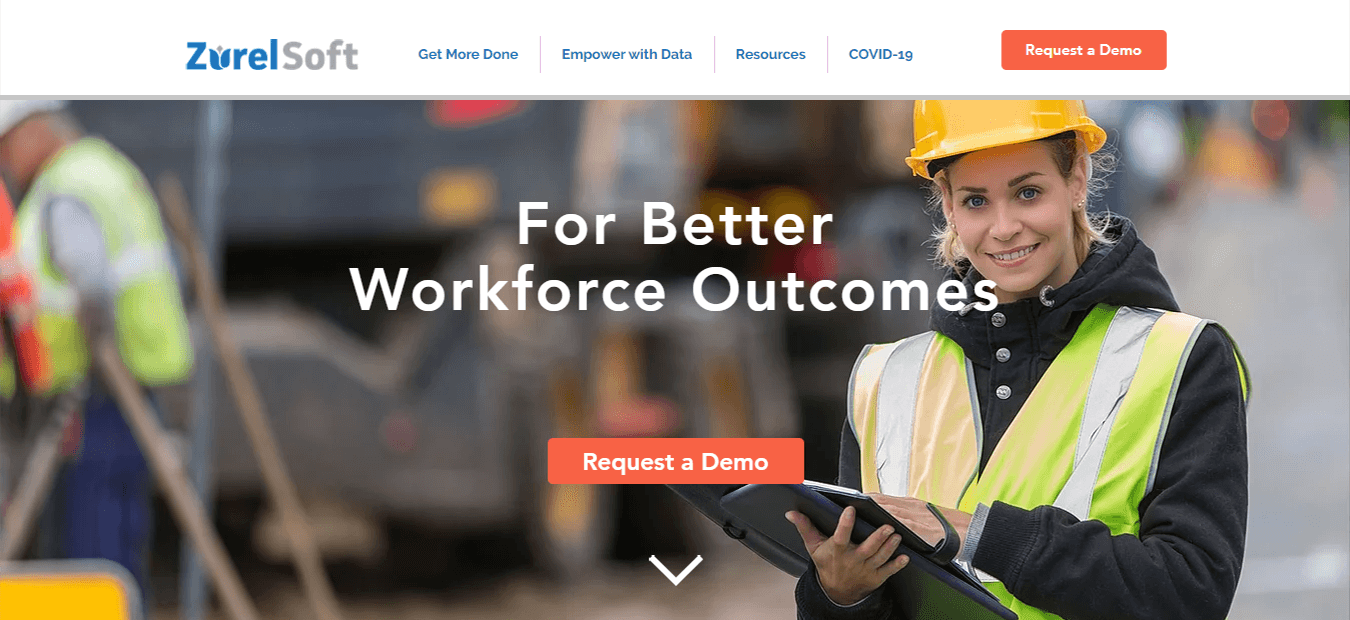 ZurelSoft
Get More Done
Empower with Data
Resources
COVID-19
Request a Demo
For Better
Workforce Outcomes
Request a Demo